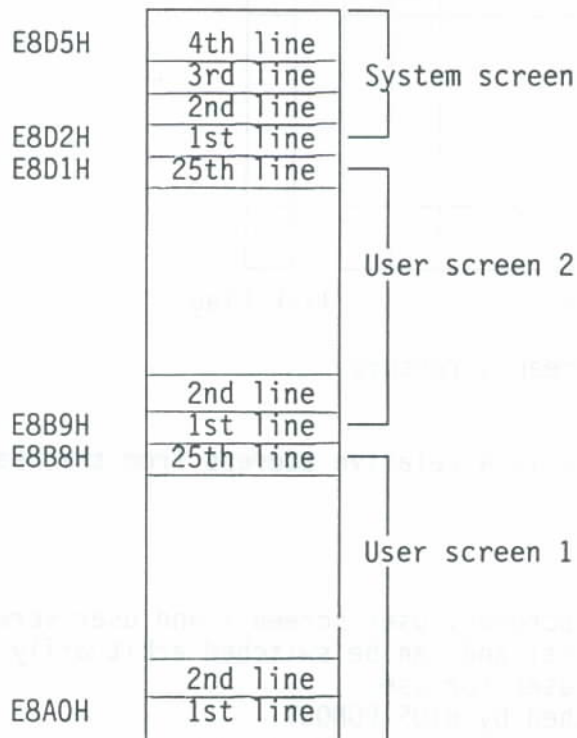 E8D5H 4th line
3rd line System screen
2nd line
E8D2H 1st line
E8D1H 25th line
User screen 2
2nd line
E8B9H 1st line
E8B8H 25th line
User screen 1
2nd line
E8A0H 1st line